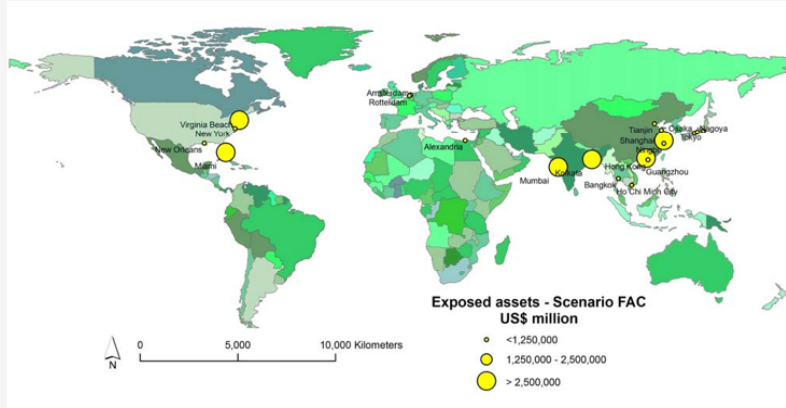 Amsterdam
Rotterdam
Virginia Beach
New York
New Orleans
Miami
Alexandria
Tianjin
Osaka
Nagoya
Tokyo
Shanghai
Ningbo
Hong Kong
Guangzhou
Kolkata
Mumbai
Bangkok
Ho Chi Minh City
Exposed assets - Scenario FAC
US$ million
<1,250,000
1,250,000 - 2,500,000
> 2,500,000
0 5,000 10,000 Kilometers
N